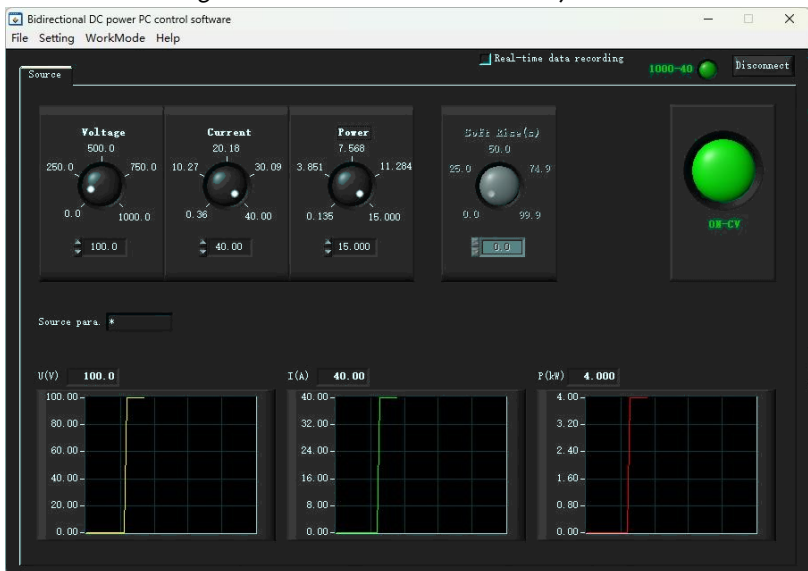 Bidirectional DC power PC control software
File Setting WorkMode Help
Real-time data recording
1000-40
Disconnect
Source
Voltage
500.0
250.0 750.0
0.0 1000.0
100.0
Current
20.18
10.27 30.09
0.36 40.00
40.00
Power
7.568
3.851 11.284
0.135 15.000
15.000
Soft Rise(s)
50.0
25.0 74.9
0.0 99.9
0.0
ON-CV
Source para. *
U(V) 100.0
100.00
80.00
60.00
40.00
20.00
0.00
I(A) 40.00
40.00
32.00
24.00
16.00
8.00
0.00
P(kW) 4.000
4.00
3.20
2.40
1.60
0.80
0.00